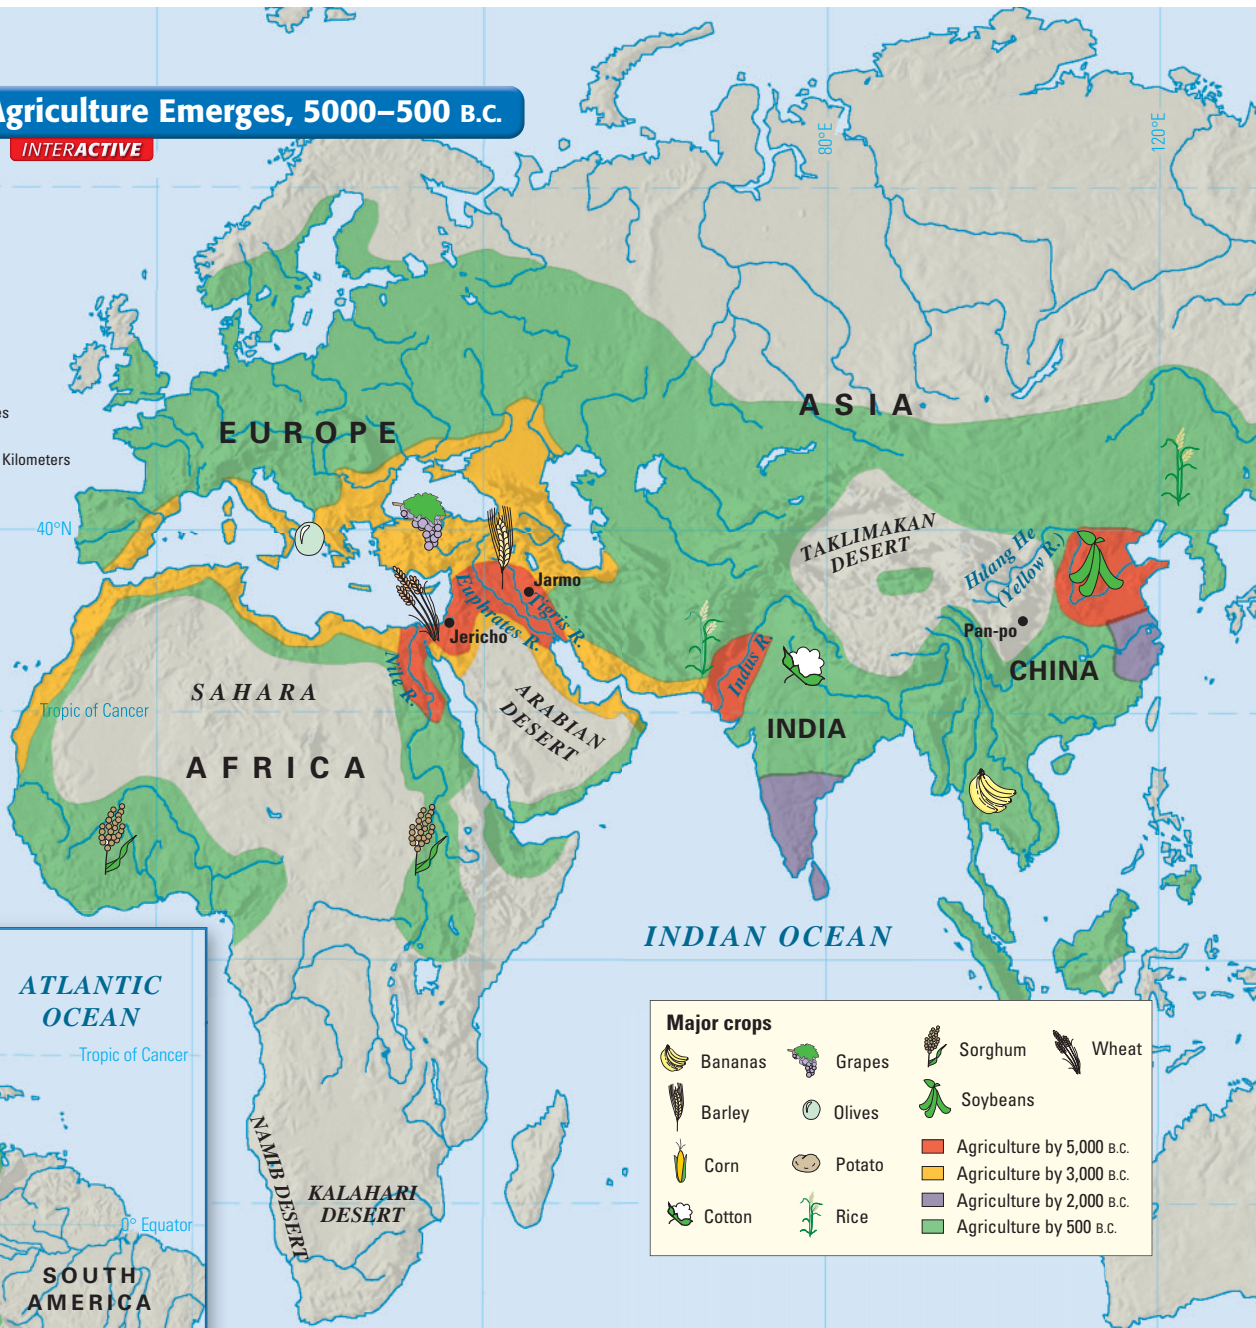 Agriculture Emerges, 5000–500 B.C.
INTERACTIVE
80°E
120°E
es
Kilometers
EUROPE
ASIA
40°N
TAKLIMAKAN
DESERT
Huang He
(Yellow R.)
Jarmo
Euphrates R.
Tigris R.
Jericho
Pan-po
Nile R.
Indus R.
CHINA
SAHARA
ARABIAN
DESERT
Tropic of Cancer
INDIA
AFRICA
INDIAN OCEAN
ATLANTIC
OCEAN
Tropic of Cancer
NAMIB DESERT
KALAHARI
DESERT
0° Equator
SOUTH
AMERICA
Major crops
Bananas
Barley
Corn
Cotton
Grapes
Olives
Potato
Rice
Sorghum
Wheat
Soybeans
Agriculture by 5,000 B.C.
Agriculture by 3,000 B.C.
Agriculture by 2,000 B.C.
Agriculture by 500 B.C.